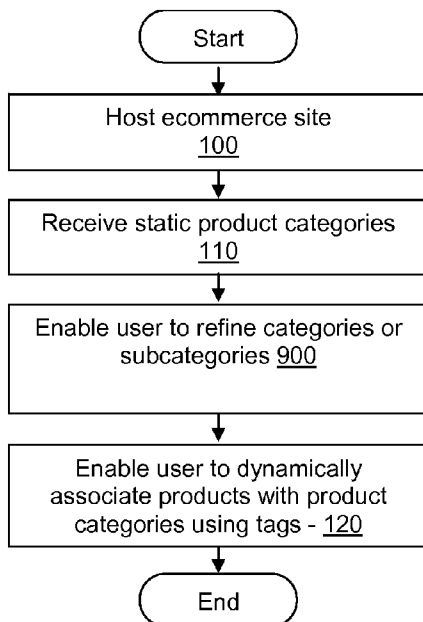 Start
Host ecommerce site
100
Receive static product categories
110
Enable user to refine categories or
subcategories 900
Enable user to dynamically
associate products with product
categories using tags - 120
End